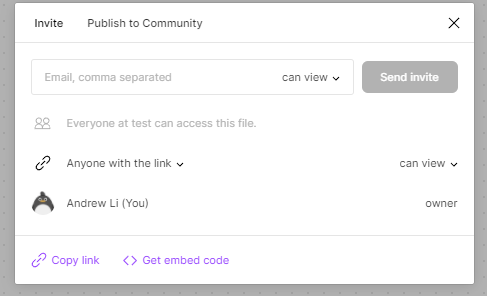 Invite Publish to Community
Email, comma separated can view Send invite
Everyone at test can access this file.
Anyone with the link can view
Andrew Li (You) owner
Copy link Get embed code